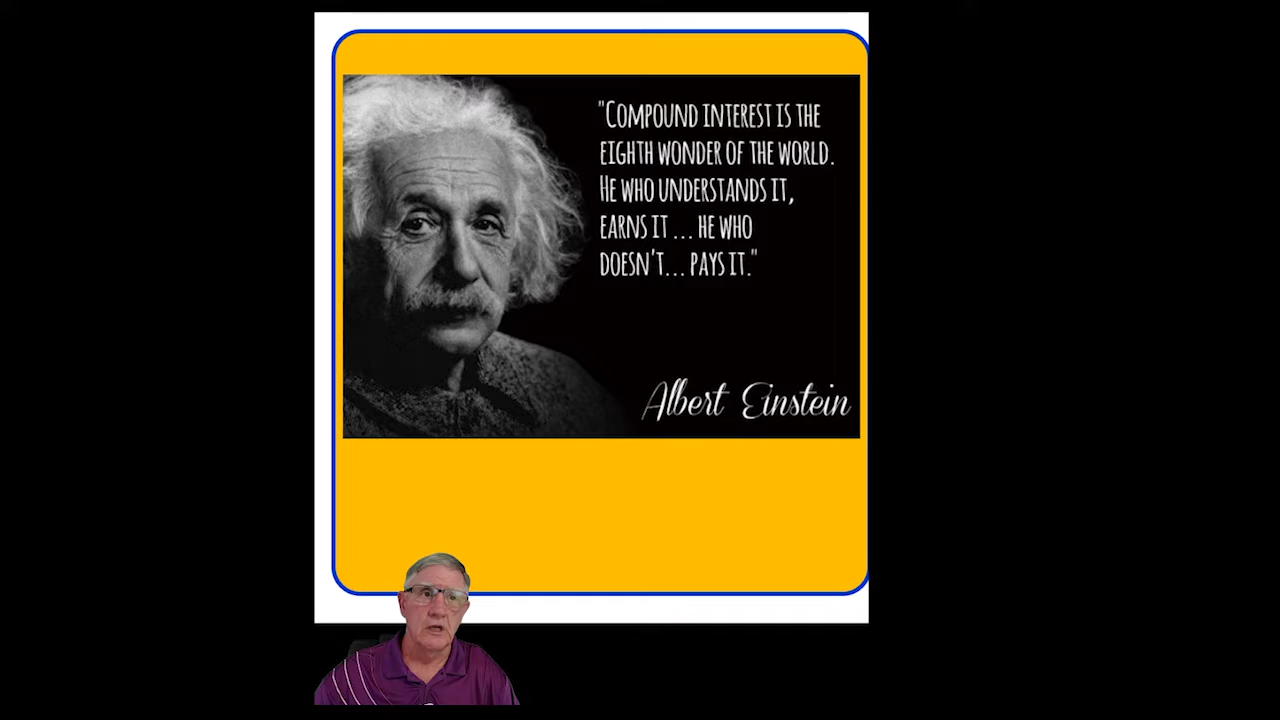 "Compound interest is the
eighth wonder of the world.
He who understands it,
earns it ... he who
doesn't... pays it."
Albert Einstein